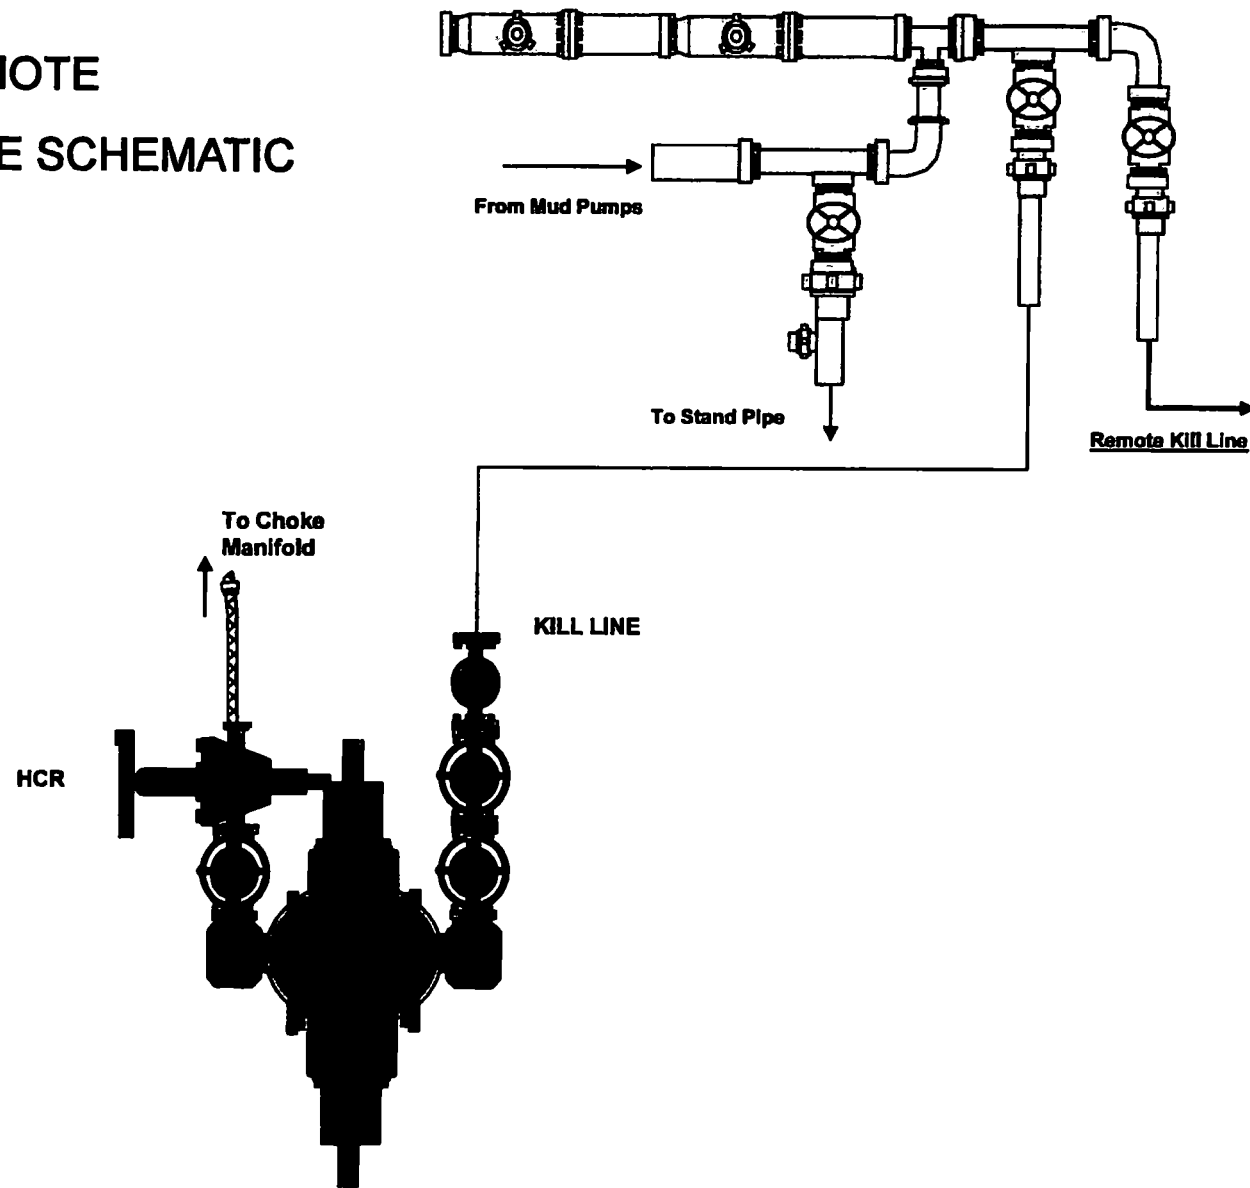 IOTE
E SCHEMATIC
From Mud Pumps
To Stand Pipe
Remote Kill Line
To Choke
Manifold
KILL LINE
HCR